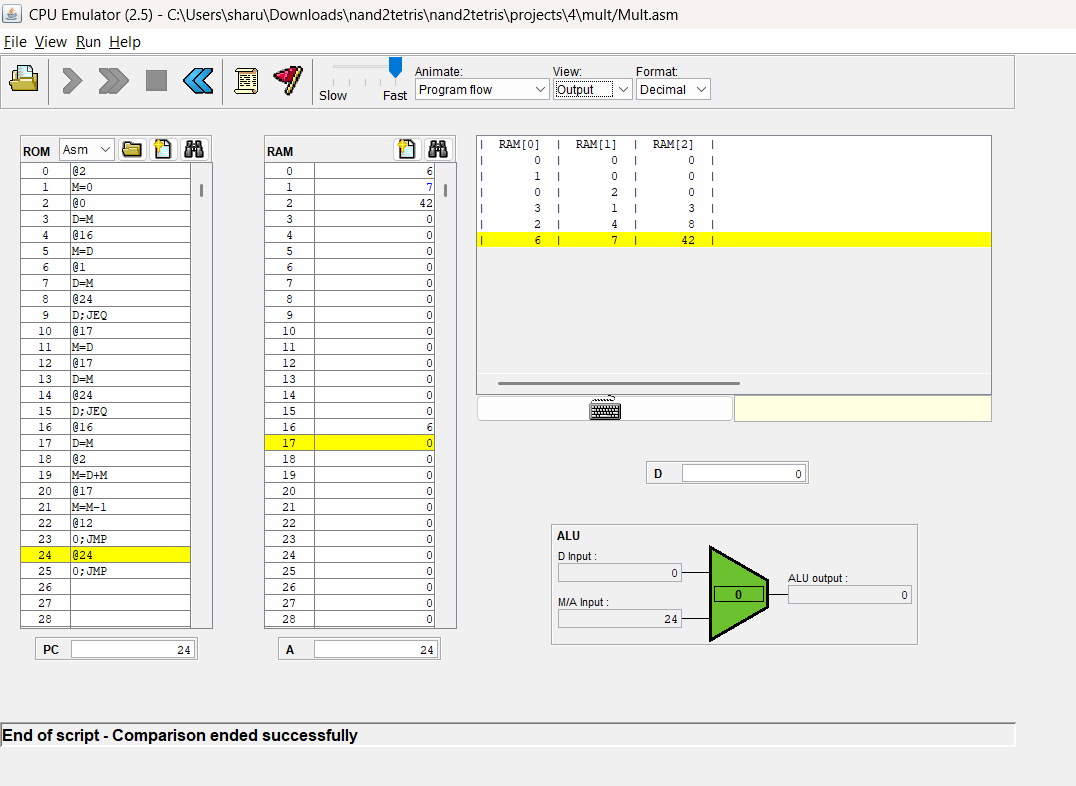 CPU Emulator (2.5) - C:\Users\sharu\Downloads\nand2tetris\nand2tetris\projects\4\mult/Mult.asm
File View Run Help
Slow Fast
Animate: Program flow
View: Output
Format: Decimal
ROM Asm
0 @2
1 M=0
2 @0
3 D=M
4 @16
5 M=D
6 @1
7 D=M
8 @24
9 D;JEQ
10 @17
11 M=D
12 @17
13 D=M
14 @24
15 D;JEQ
16 @16
17 D=M
18 @2
19 M=D+M
20 @17
21 M=M-1
22 @12
23 0;JMP
24 @24
25 0;JMP
26
27
28
PC 24
RAM
0 6
1 7
2 42
3 0
4 0
5 0
6 0
7 0
8 0
9 0
10 0
11 0
12 0
13 0
14 0
15 0
16 6
17 0
18 0
19 0
20 0
21 0
22 0
23 0
24 0
25 0
26 0
27 0
28 0
A 24
| RAM[0] | RAM[1] | RAM[2] |
| 0 | 0 | 0 |
| 1 | 0 | 0 |
| 0 | 2 | 0 |
| 3 | 1 | 3 |
| 2 | 4 | 8 |
| 6 | 7 | 42 |
D 0
ALU
D Input :
0
M/A Input :
24
0
ALU output :
0
End of script - Comparison ended successfully